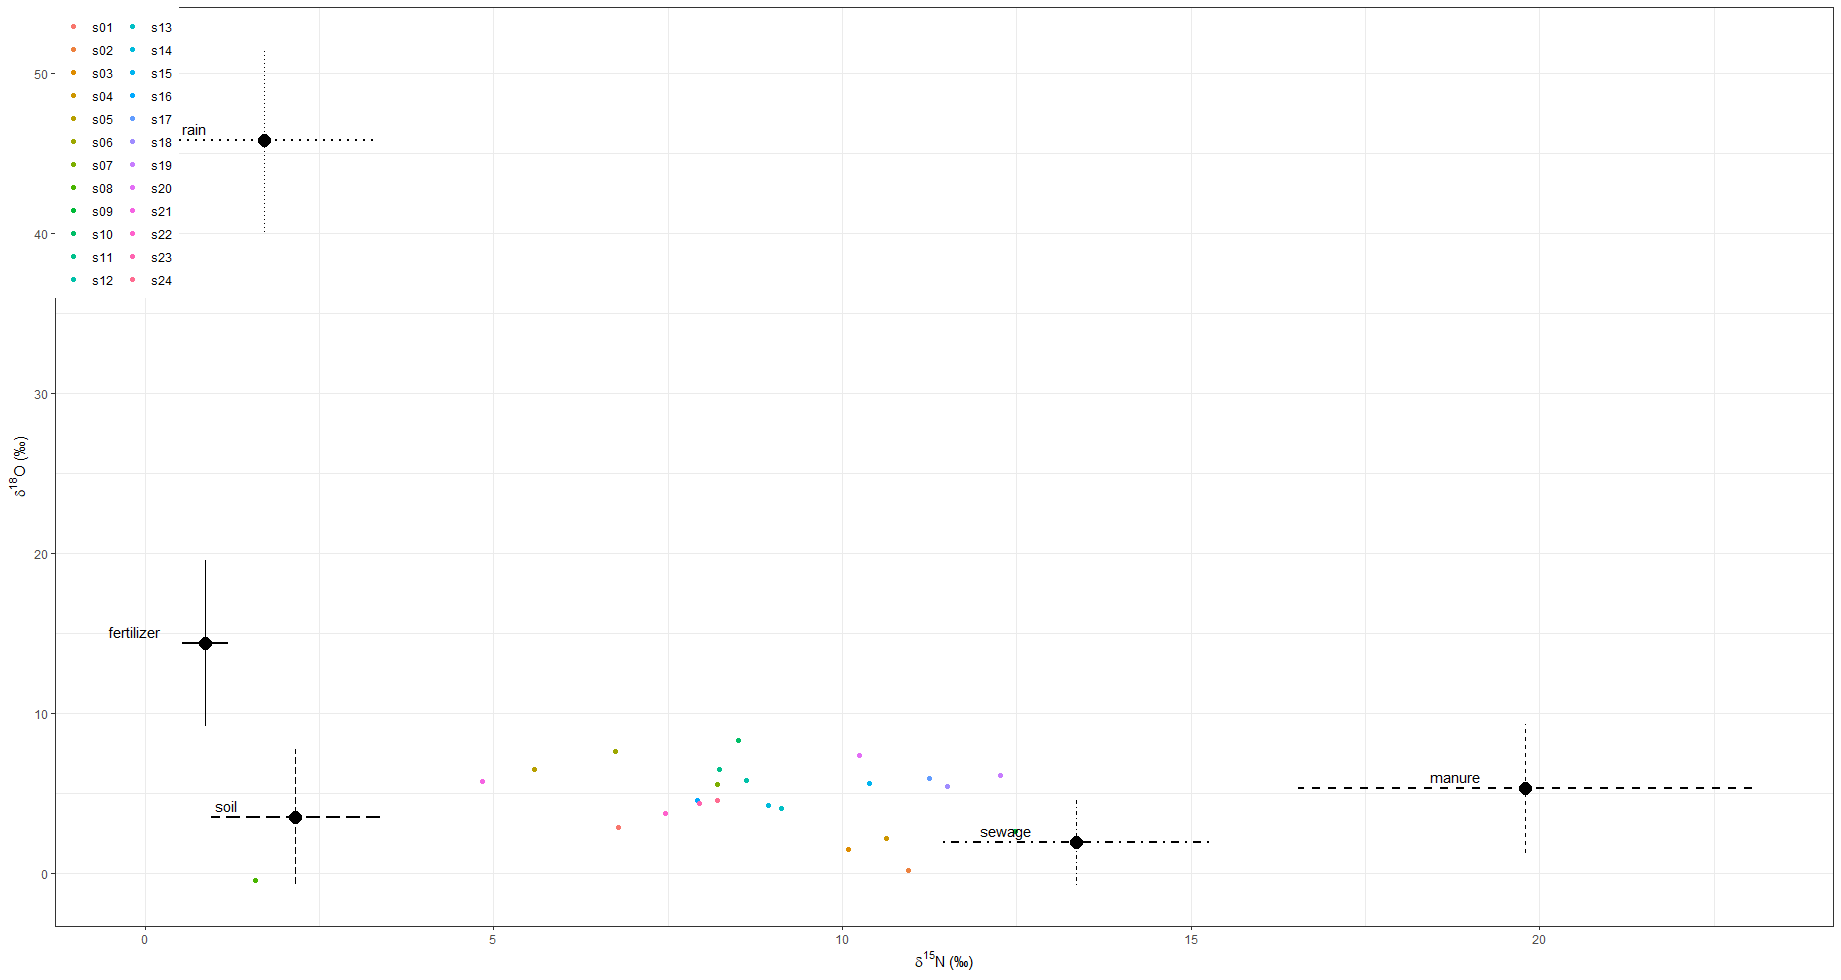 s01 s13
s02 s14
s03 s15
s04 s16
s05 s17
s06 s18
s07 s19
s08 s20
s09 s21
s10 s22
s11 s23
s12 s24
50
rain
40
30
δ18O (‰)
20
fertilizer
10
manure
soil
sewage
0
0 5 10 15 20
δ15N (‰)